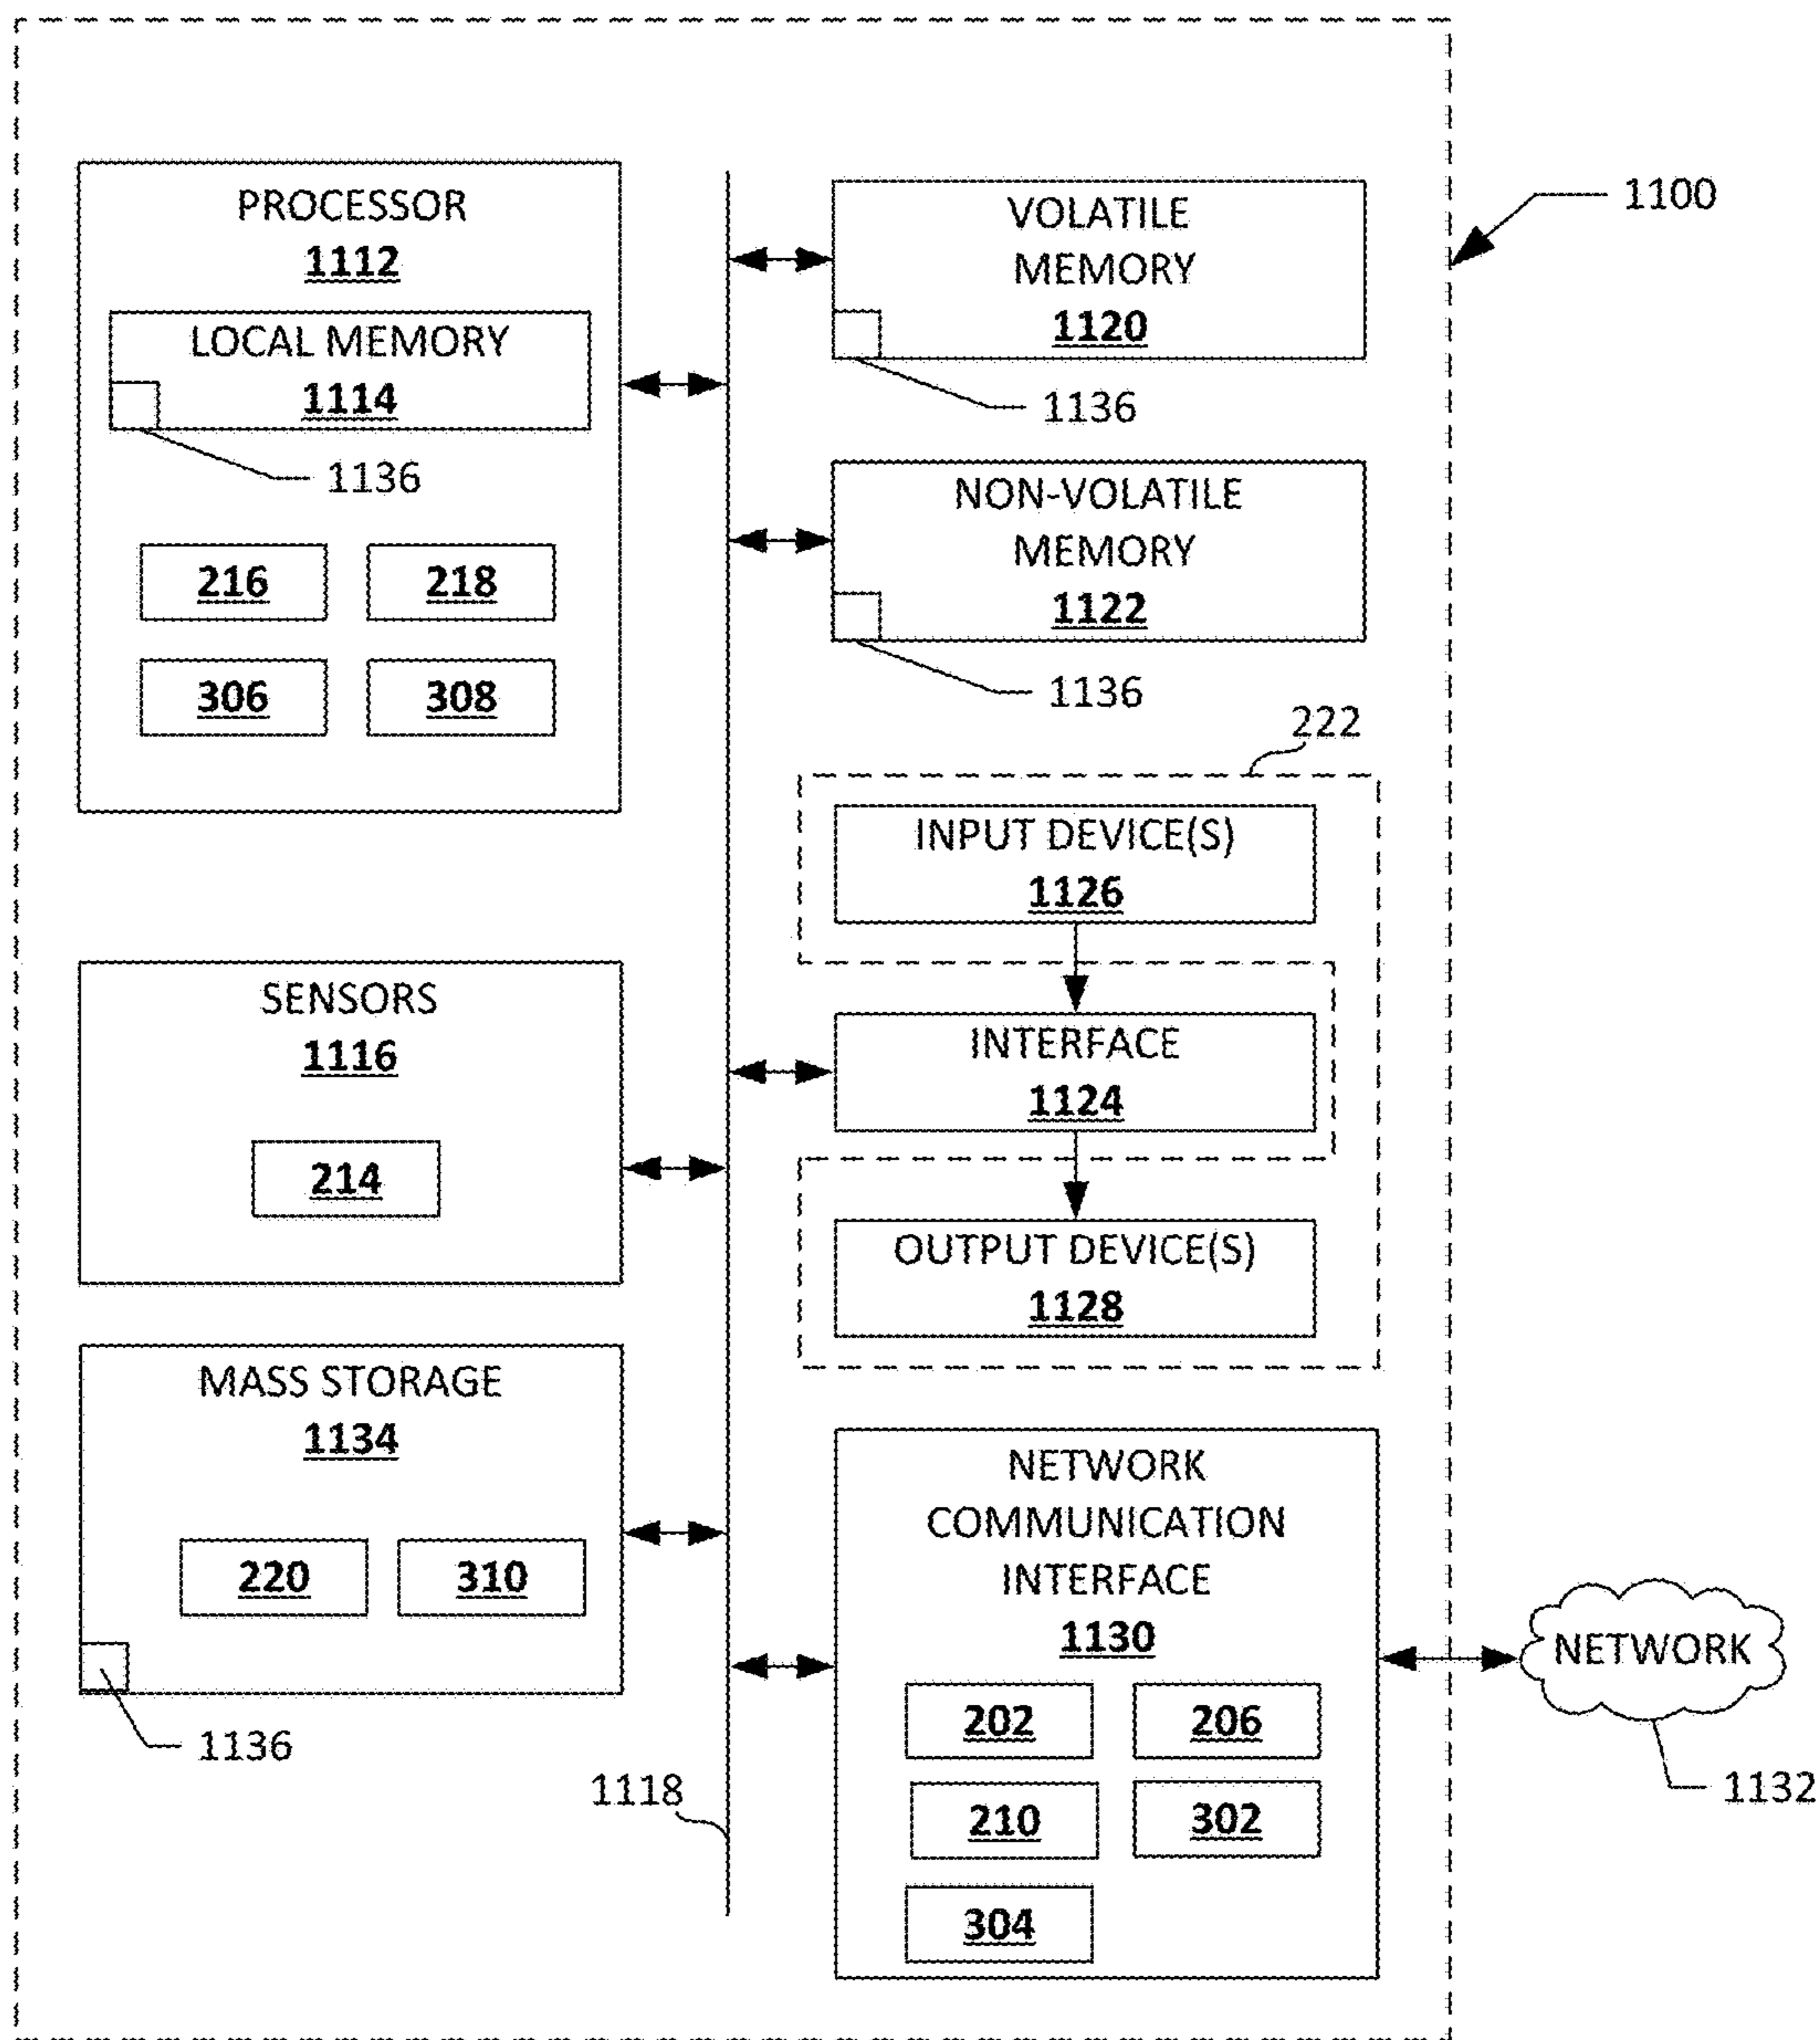 1100
PROCESSOR
1112
LOCAL MEMORY
1114
1136
216 218
306 308
VOLATILE
MEMORY
1120
1136
NON-VOLATILE
MEMORY
1122
1136
222
INPUT DEVICE(S)
1126
INTERFACE
1124
OUTPUT DEVICE(S)
1128
SENSORS
1116
214
MASS STORAGE
1134
220 310
1136
1118
NETWORK
COMMUNICATION
INTERFACE
1130
202 206
210 302
304
NETWORK
1132